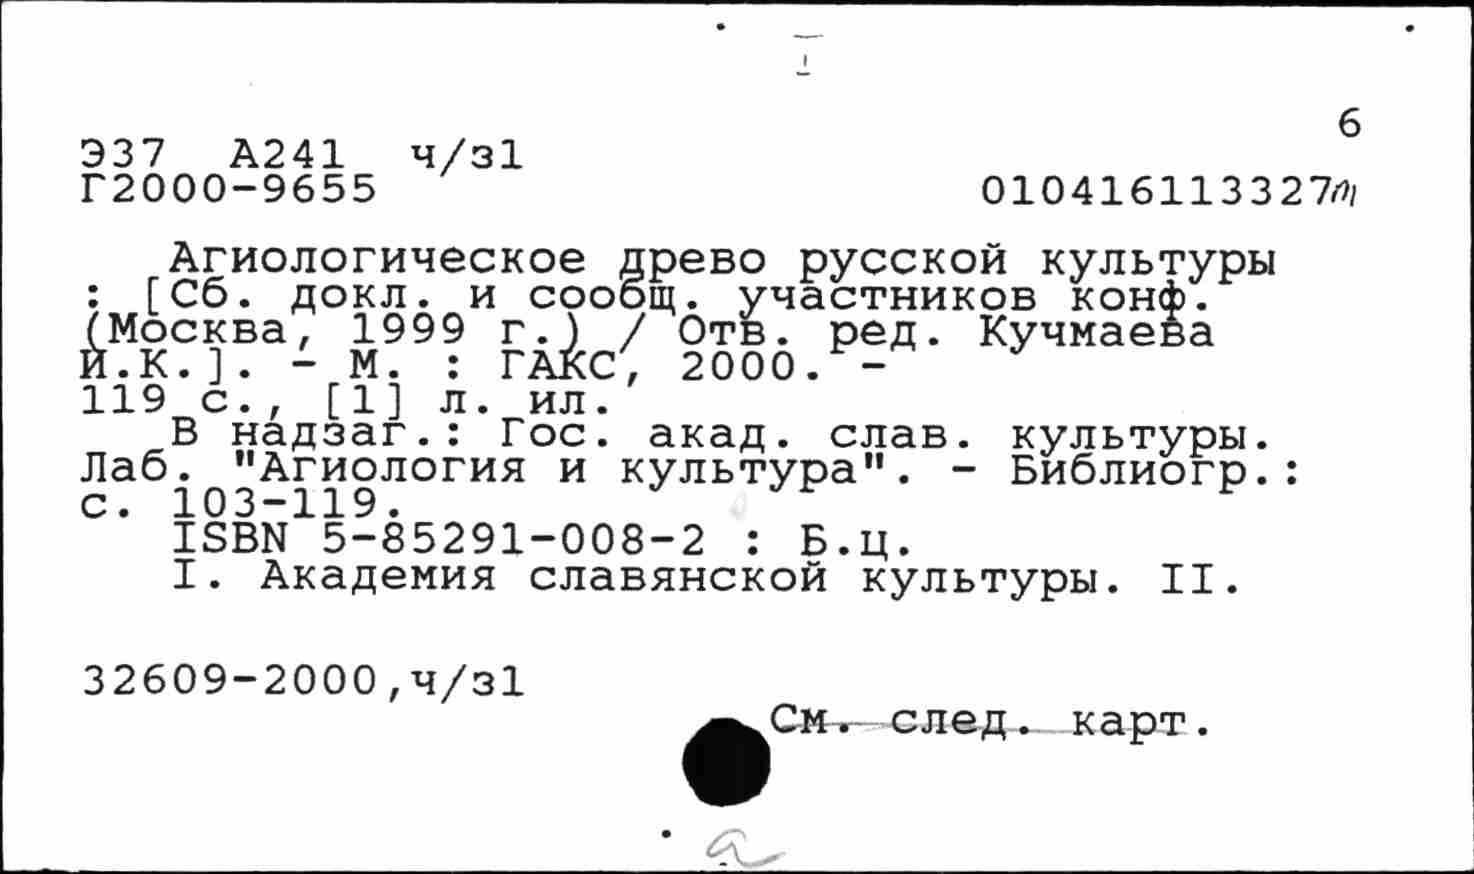 6
Э37 А241 ч/з1
Г2000-9655 010416113327
Агиологическое древо русской культуры
: [Сб. докл. и сообщ. участников конф.
(Москва, 1999 г.) / Отв. ред. Кучмаева
И.К.]. - М. : ГАКС, 2000. -
119 с., [1] л. ил.
В надзаг.: Гос. акад. слав. культуры.
Лаб. "Агиология и культура". - Библиогр.:
с. 103-119.
ISBN 5-85291-008-2 : Б.ц.
I. Академия славянской культуры. II.
32609-2000,ч/з1
См. след. карт.
а